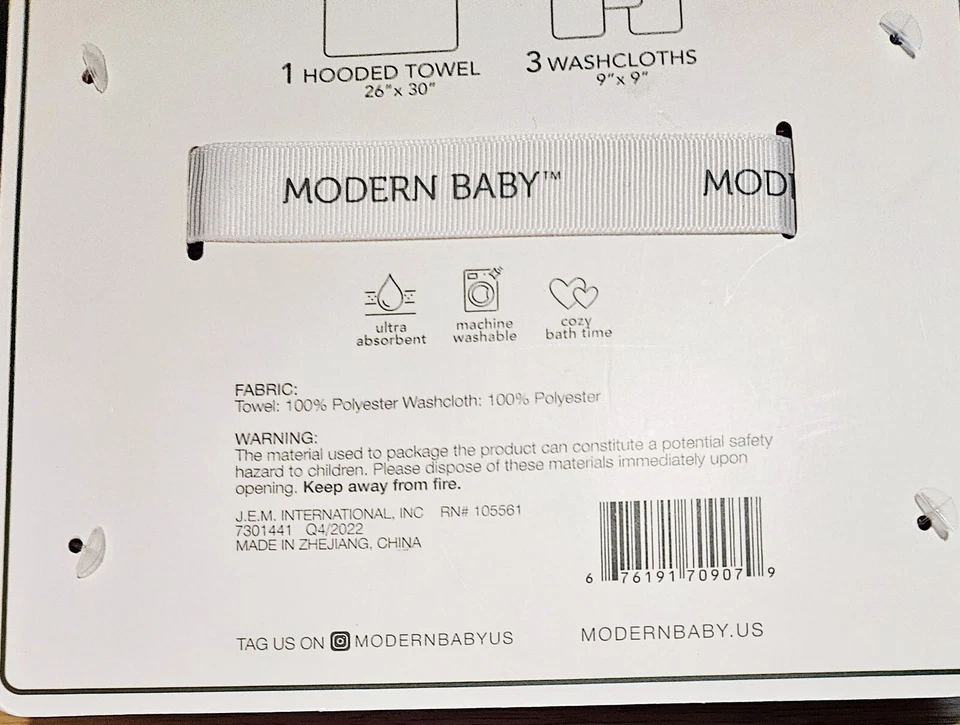 1 HOODED TOWEL
26"x 30"
3 WASHCLOTHS
9"x 9"
MODERN BABY™ MOD
ultra
absorbent
machine
washable
cozy
bath time
FABRIC:
Towel: 100% Polyester Washcloth: 100% Polyester
WARNING:
The material used to package the product can constitute a potential safety
hazard to children. Please dispose of these materials immediately upon
opening. Keep away from fire.
J.E.M. INTERNATIONAL, INC RN# 105561
7301441 Q4/2022
MADE IN ZHEJIANG, CHINA
6 76191 70907 9
TAG US ON MODERNBABYUS
MODERNBABY.US